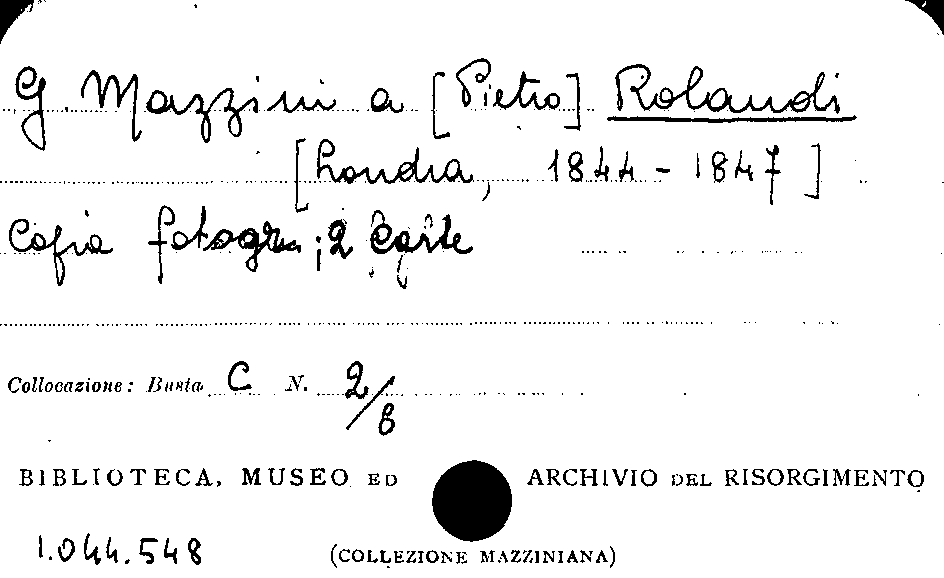 G. Mazzini a [Pietro] Rolandi
[Londra, 1844-1847]
Copia fotogr.; 2 carte
Collocazione: Busta C N. 2/8
BIBLIOTECA, MUSEO ED ARCHIVIO DEL RISORGIMENTO
1.044.548 (COLLEZIONE MAZZINIANA)